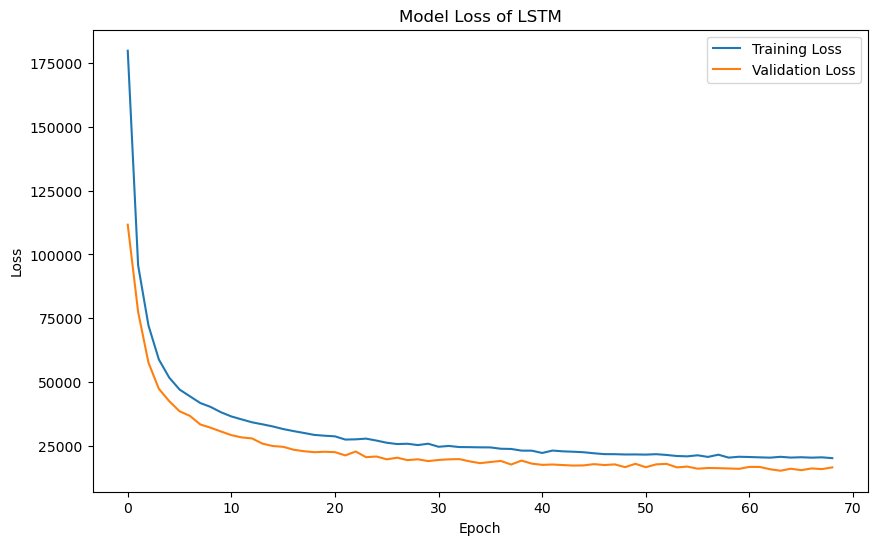 Model Loss of LSTM
Training Loss
Validation Loss
175000
150000
125000
100000
75000
50000
25000
Loss
0 10 20 30 40 50 60 70
Epoch